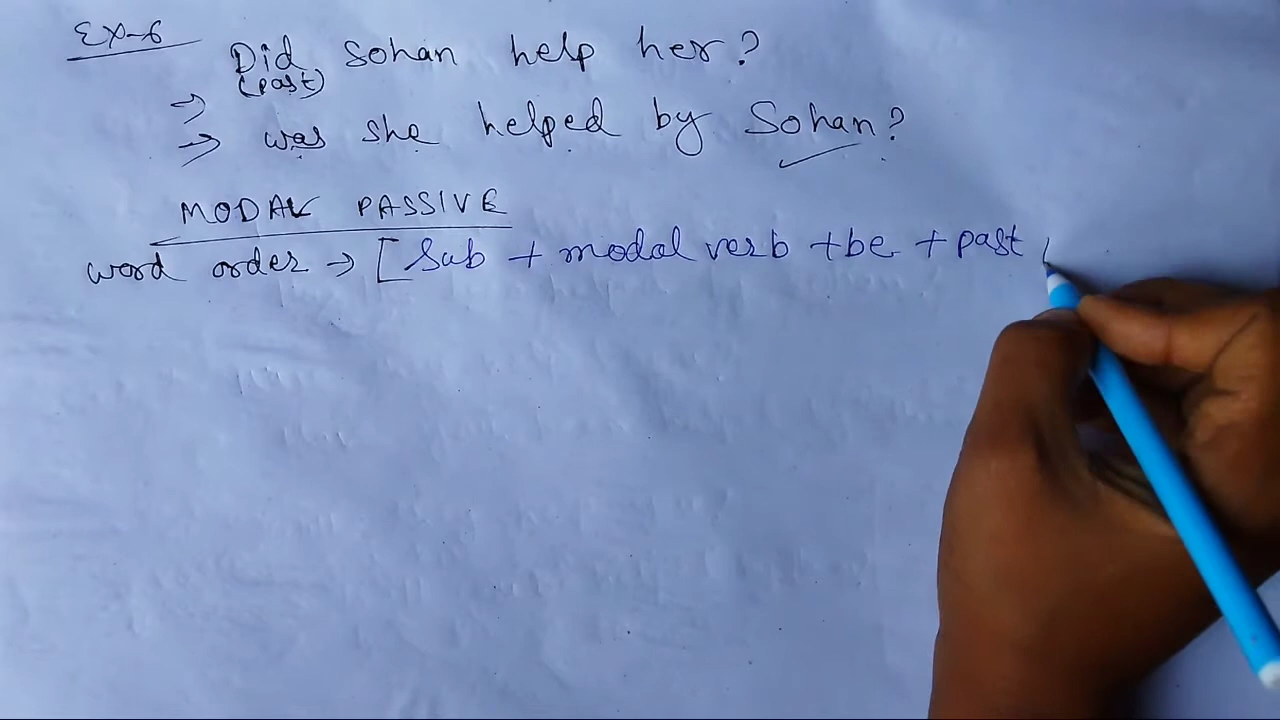 Ex-6
Did Sohan help her?
(past)
→
→ was she helped by Sohan?
MODAL PASSIVE
word order → [Sub + modal verb + be + past